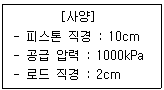 [사양]
- 피스톤 직경 : 10cm
- 공급 압력 : 1000kPa
- 로드 직경 : 2cm